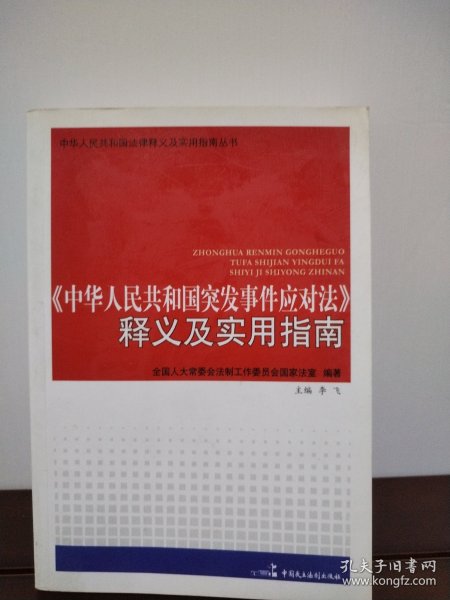 中华人民共和国法律释义及实用指南丛书
ZHONGHUA RENMIN GONGHEGUO
TUFA SHIJIAN YINGDUI FA
SHIYI JI SHIYONG ZHINAN
《中华人民共和国突发事件应对法》
释义及实用指南
全国人大常委会法制工作委员会国家法室 编著
主编 李 飞
中国民主法制出版社
孔夫子旧书网
www.kongfz.com